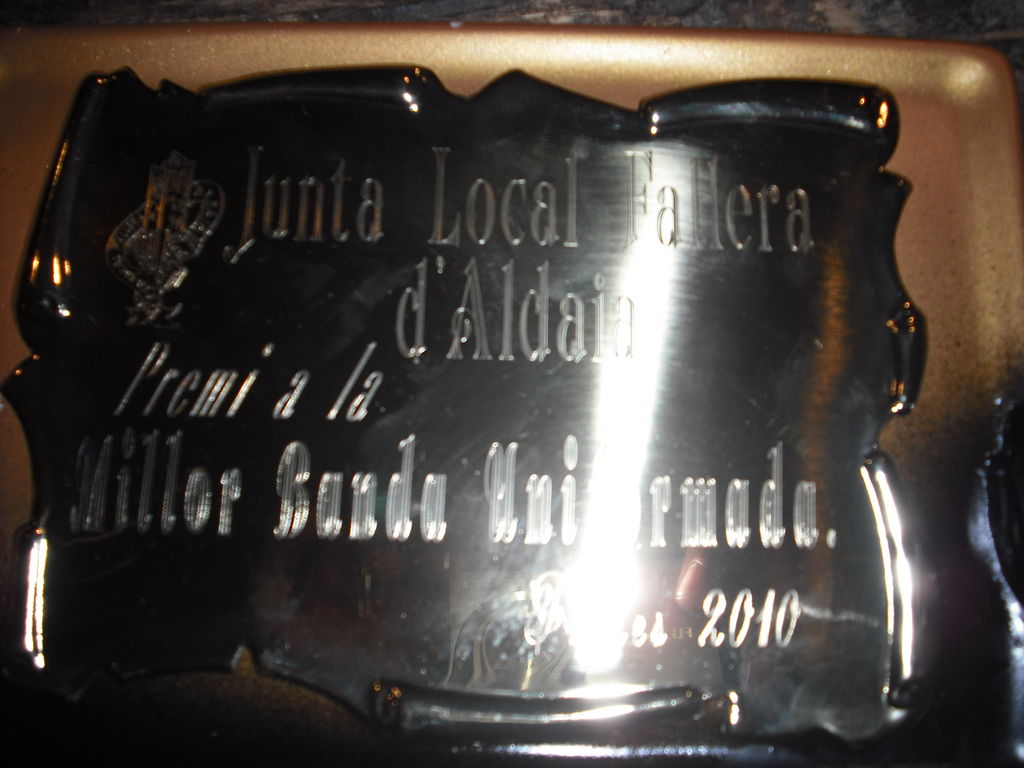 Junta Local Fallera
d'Aldaia
Premi a la
Millor Banda Uniformada.
2010